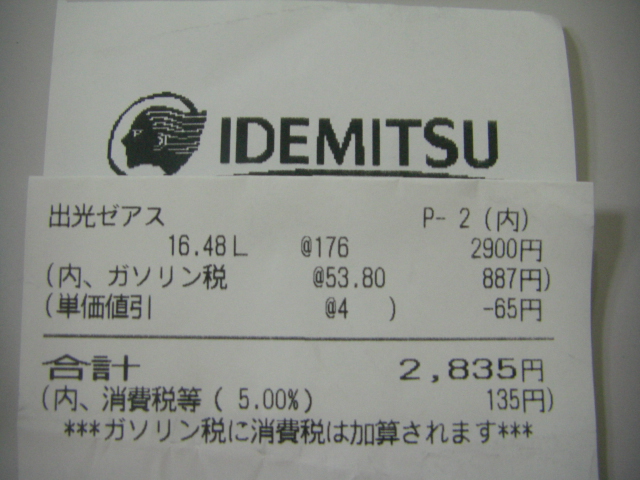 IDEMITSU
出光ゼアス P- 2 (内)
16.48L @176 2900円
(内、ガソリン税 @53.80 887円)
(単価値引 @4 ) -65円
合計 2,835円
(内、消費税等 ( 5.00%) 135円)
***ガソリン税に消費税は加算されます***